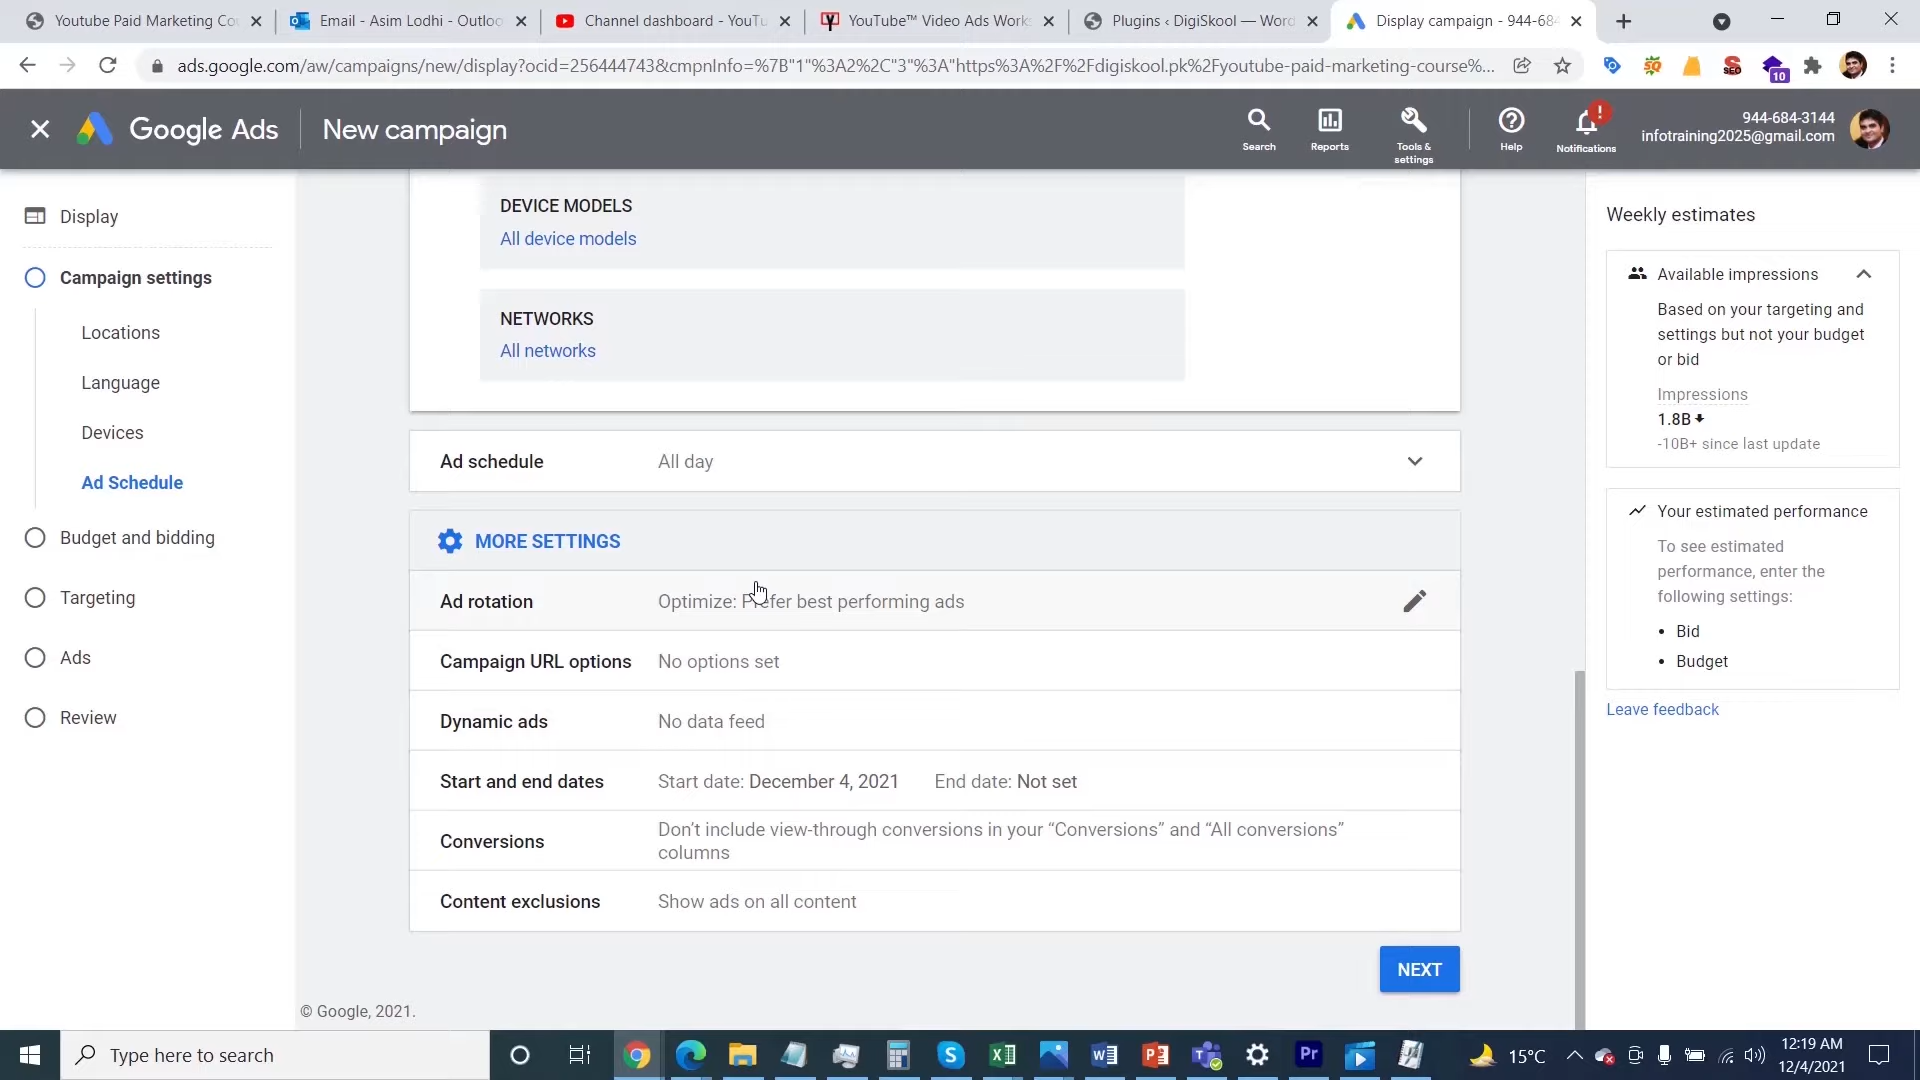 Youtube Paid Marketing Co
Email - Asim Lodhi - Outloo
Channel dashboard - YouTu
YouTube™ Video Ads Works
Plugins ‹ DigiSkool — Word
Display campaign - 944-684
ads.google.com/aw/campaigns/new/display?ocid=256444743&cmpnInfo=%7B"1"%3A2%2C"3"%3A"https%3A%2F%2Fdigiskool.pk%2Fyoutube-paid-marketing-course%...
SQ
SEO
10
Google Ads
New campaign
Search
Reports
Tools &
settings
Help
!
Notifications
944-684-3144
infotraining2025@gmail.com
Display
Campaign settings
Locations
Language
Devices
Ad Schedule
Budget and bidding
Targeting
Ads
Review
DEVICE MODELS
All device models
NETWORKS
All networks
Ad schedule All day
MORE SETTINGS
Ad rotation Optimize: Prefer best performing ads
Campaign URL options No options set
Dynamic ads No data feed
Start and end dates Start date: December 4, 2021 End date: Not set
Conversions Don't include view-through conversions in your “Conversions” and “All conversions”
columns
Content exclusions Show ads on all content
NEXT
© Google, 2021.
Weekly estimates
Available impressions
Based on your targeting and
settings but not your budget
or bid
Impressions
1.8B
-10B+ since last update
Your estimated performance
To see estimated
performance, enter the
following settings:
• Bid
• Budget
Leave feedback
Type here to search
Pr
15°C
12:19 AM
12/4/2021